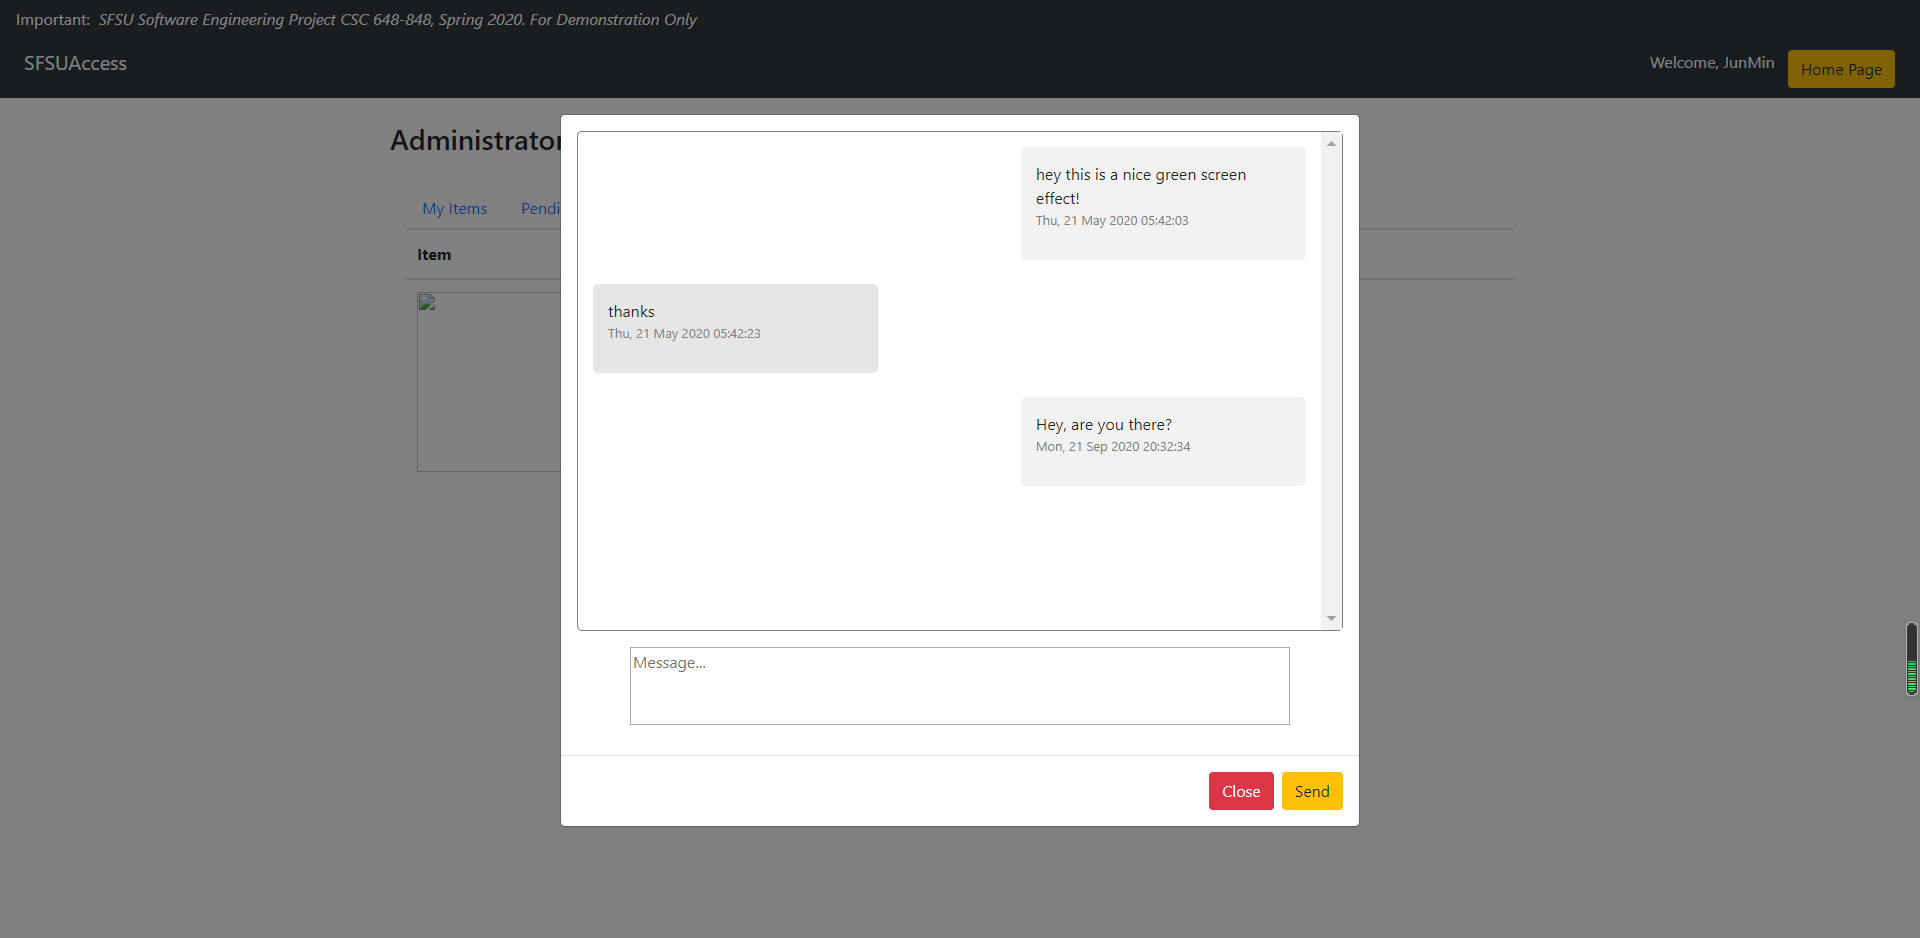 Important: SFSU Software Engineering Project CSC 648-848, Spring 2020. For Demonstration Only
SFSUAccess
Welcome, JunMin
Home Page
Administrator
My Items
Pendi
Item
hey this is a nice green screen
effect!
Thu, 21 May 2020 05:42:03
thanks
Thu, 21 May 2020 05:42:23
Hey, are you there?
Mon, 21 Sep 2020 20:32:34
Message...
Close
Send